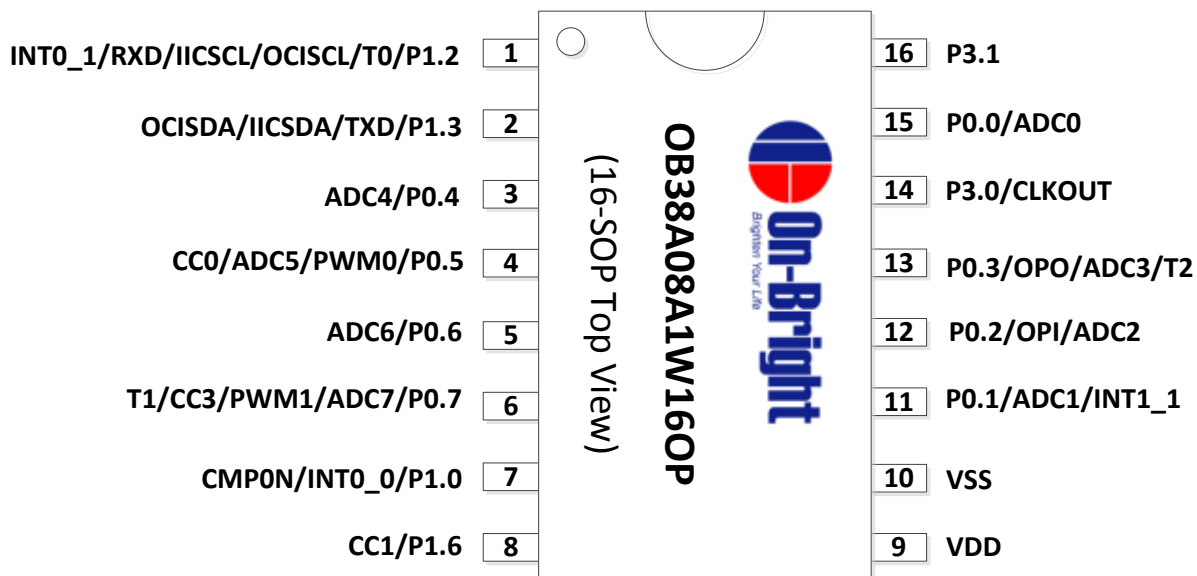 INT0_1/RXD/IICSCL/OCISCL/T0/P1.2 1
OCISDA/IICSDA/TXD/P1.3 2
ADC4/P0.4 3
CC0/ADC5/PWM0/P0.5 4
ADC6/P0.6 5
T1/CC3/PWM1/ADC7/P0.7 6
CMP0N/INT0_0/P1.0 7
CC1/P1.6 8
(16-SOP Top View)
OB38A08A1W16OP
On-Bright
Brighten Your Life
16 P3.1
15 P0.0/ADC0
14 P3.0/CLKOUT
13 P0.3/OPO/ADC3/T2
12 P0.2/OPI/ADC2
11 P0.1/ADC1/INT1_1
10 VSS
9 VDD